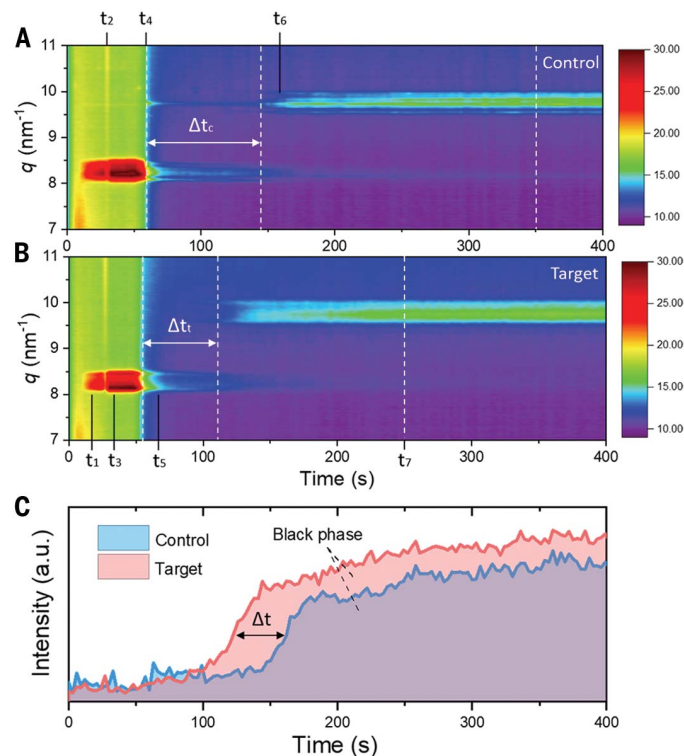 t₂ t₄ t₆
A
11
10
9
8
7
q (nm⁻¹)
Control
Δt꜀
0 100 200 300 400
30.00
25.00
20.00
15.00
10.00
B
11
10
9
8
7
q (nm⁻¹)
Target
Δtₜ
t₁ t₃ t₅ t₇
0 100 200 300 400
Time (s)
30.00
25.00
20.00
15.00
10.00
C
Intensity (a.u.)
Control
Target
Black phase
Δt
0 100 200 300 400
Time (s)